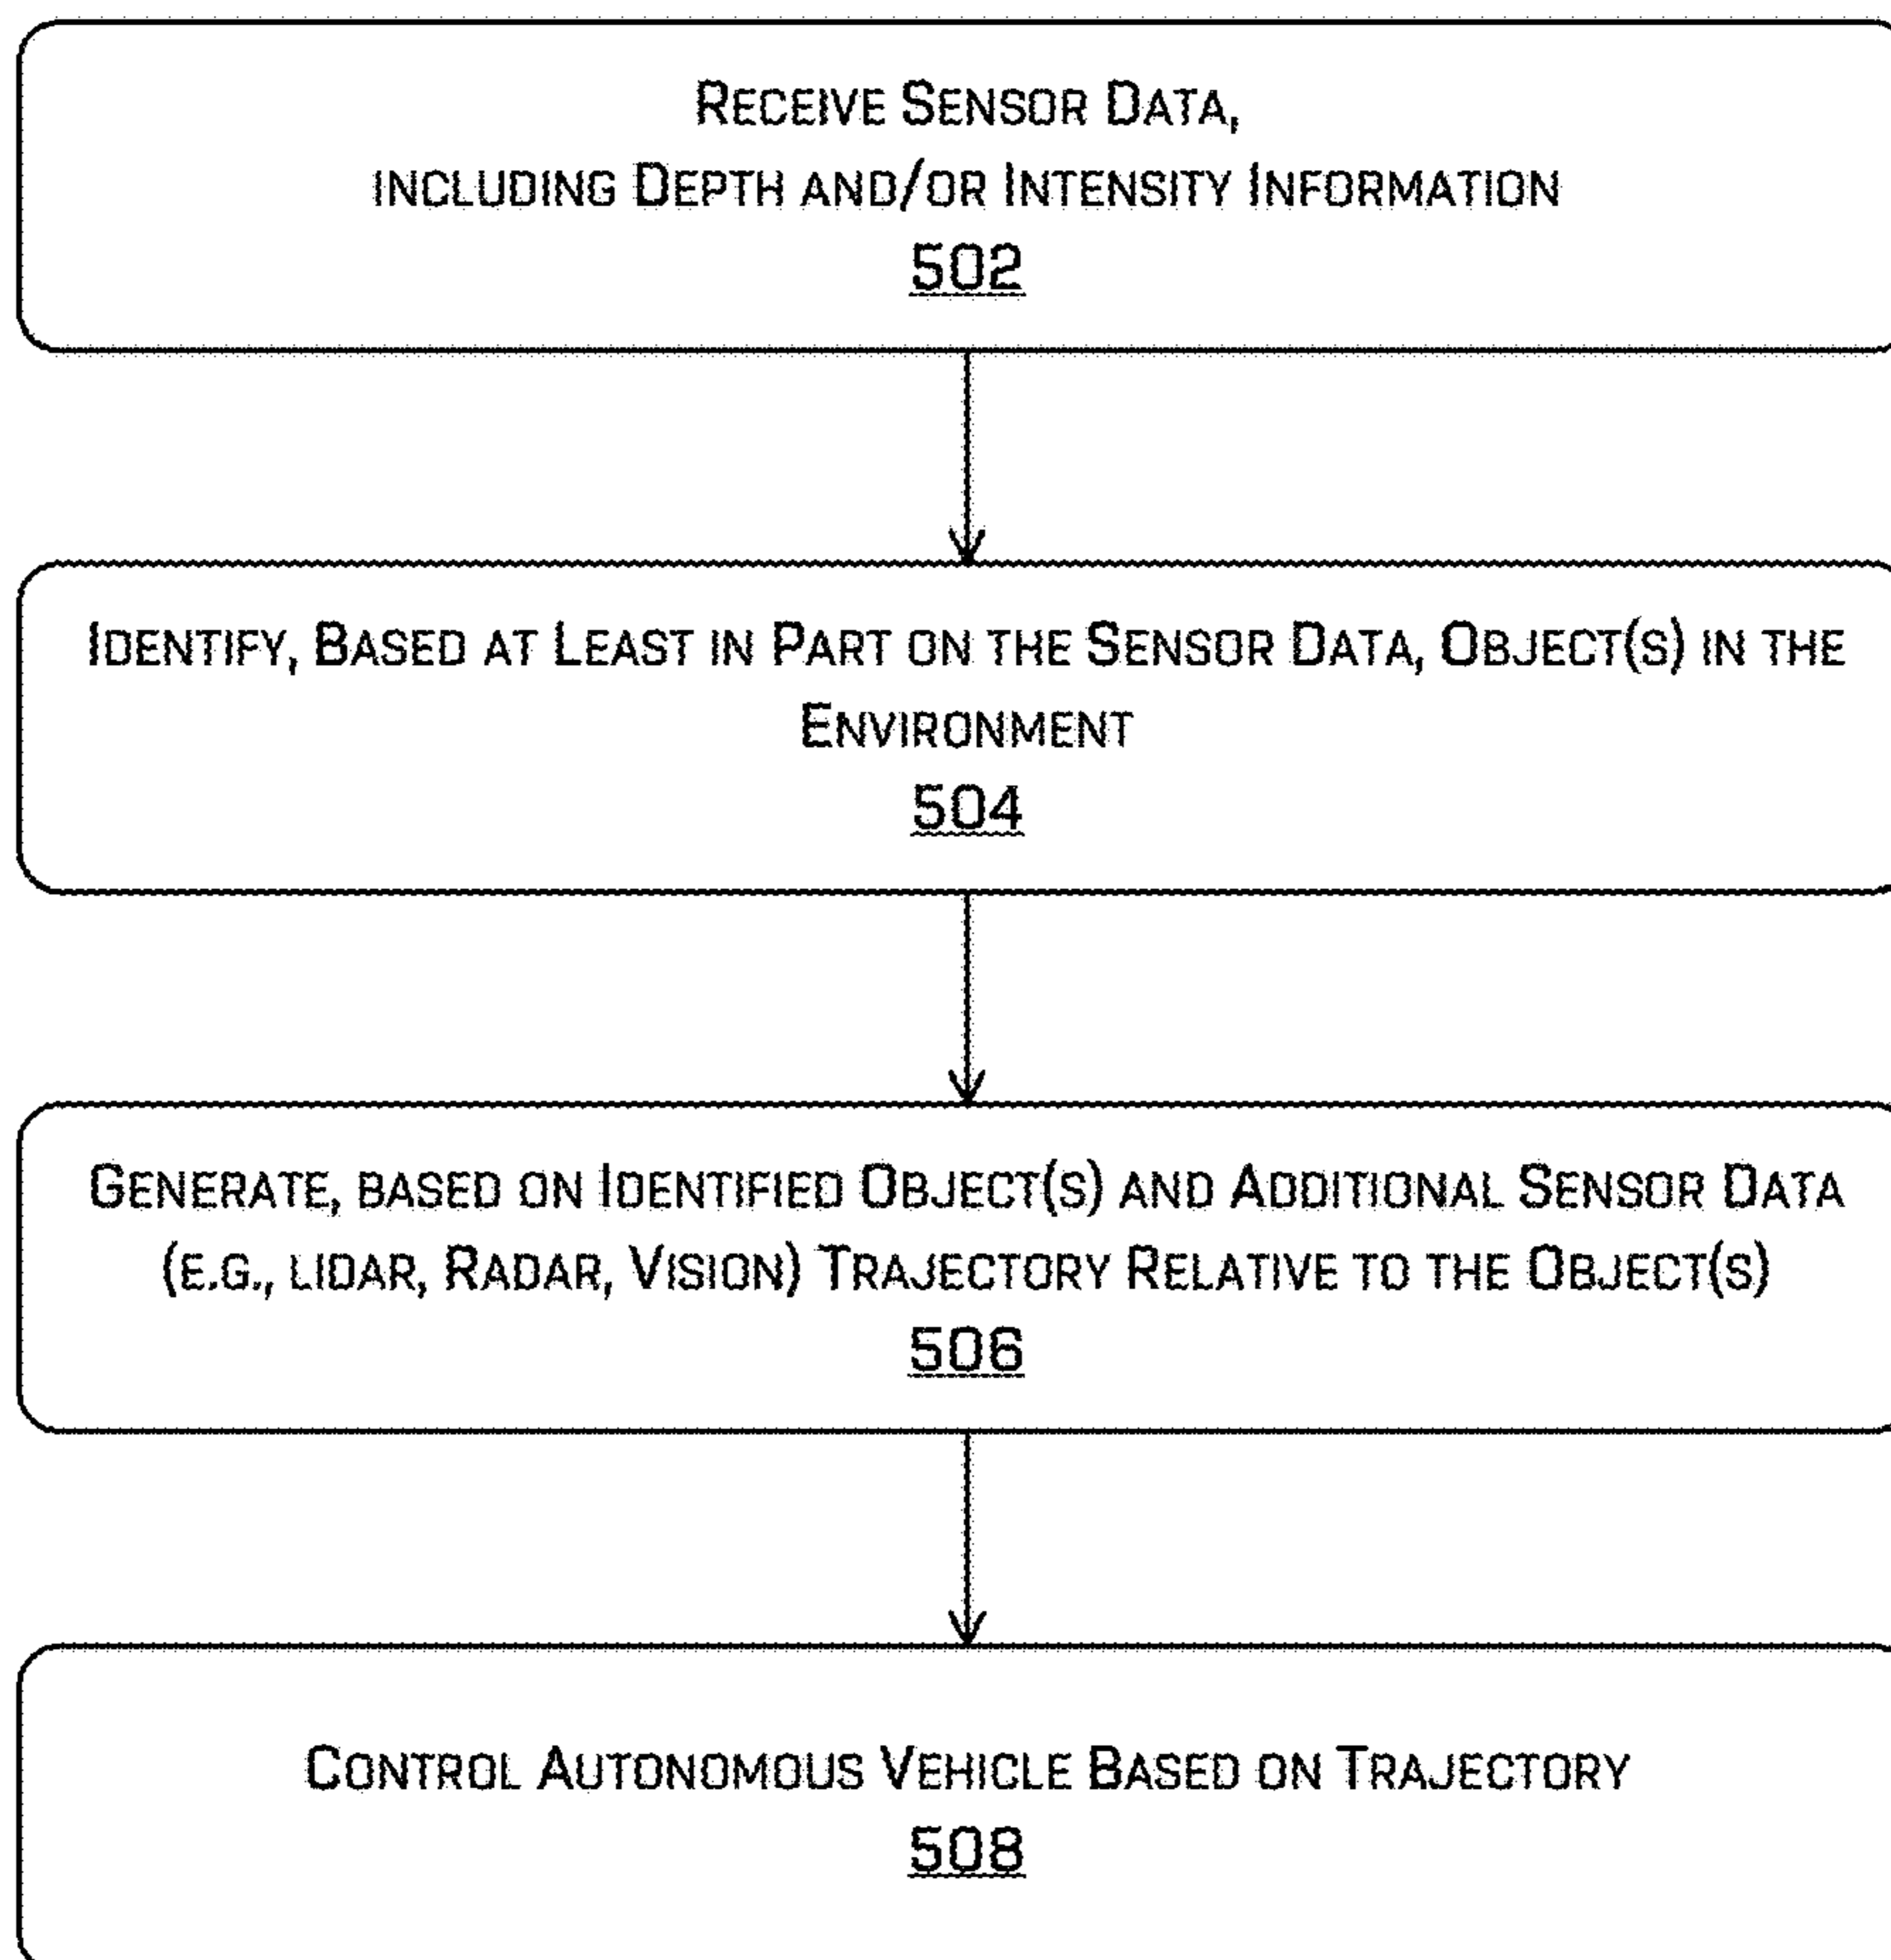 Receive Sensor Data,
including Depth and/or Intensity Information
502
Identify, Based at Least in Part on the Sensor Data, Object(s) in the
Environment
504
Generate, based on Identified Object(s) and Additional Sensor Data
(e.g., lidar, Radar, Vision) Trajectory Relative to the Object(s)
506
Control Autonomous Vehicle Based on Trajectory
508